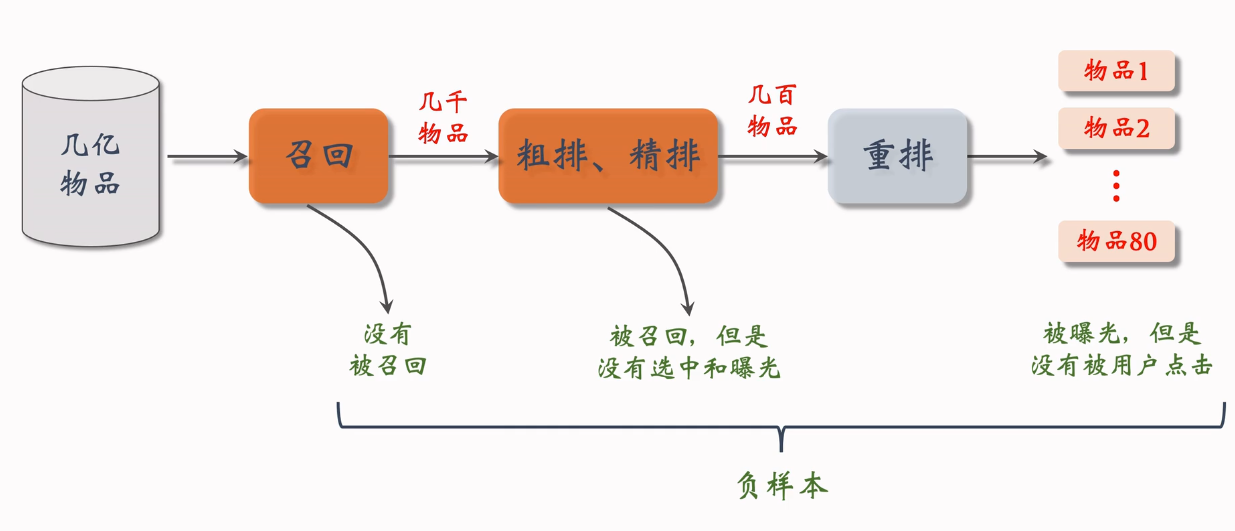 几亿
物品
召回
几千
物品
粗排、精排
几百
物品
重排
物品1
物品2
物品80
没有
被召回
被召回，但是
没有选中和曝光
被曝光，但是
没有被用户点击
负样本